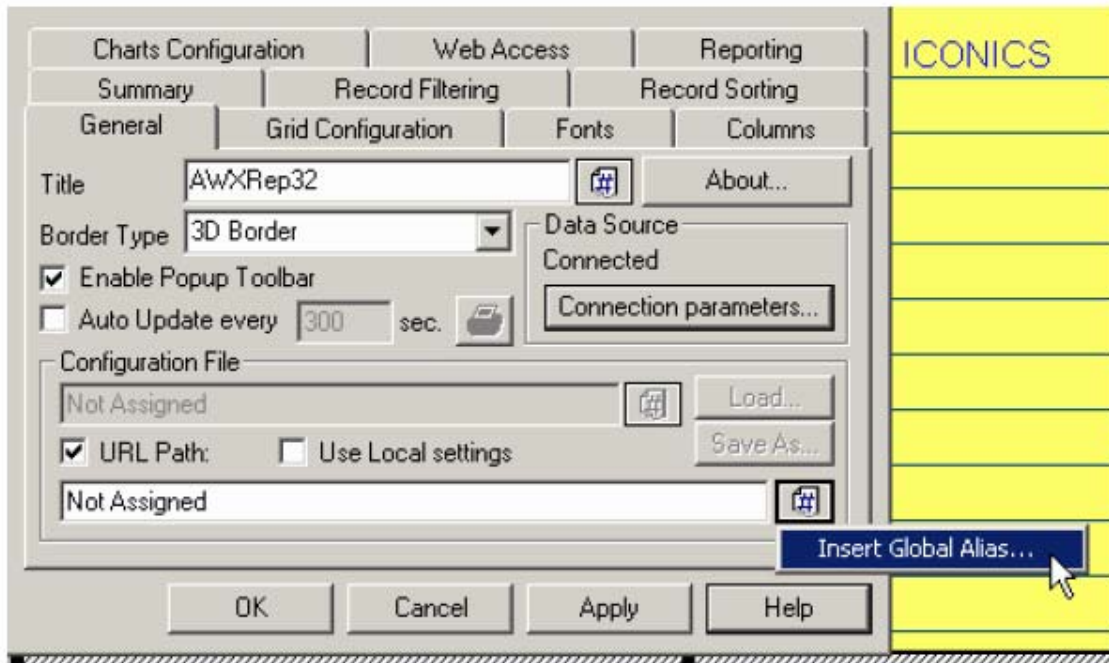 Charts Configuration Web Access Reporting
Summary Record Filtering Record Sorting
General Grid Configuration Fonts Columns
Title AWXRep32 # About...
Border Type 3D Border
Data Source
Connected
Enable Popup Toolbar
Connection parameters...
Auto Update every 300 sec.
Configuration File
Not Assigned # Load...
URL Path: Use Local settings Save As...
Not Assigned #
Insert Global Alias...
OK Cancel Apply Help
ICONICS